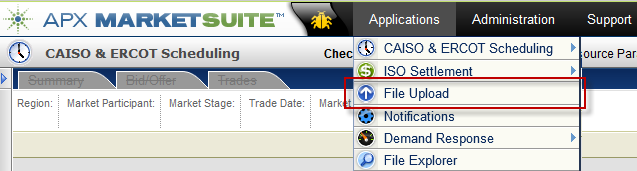 APX MARKETSUITE™ Applications Administration Support
CAISO & ERCOT Scheduling Chec CAISO & ERCOT Scheduling source Par
Summary Bid/Offer Trades ISO Settlement
Region: Market Participant: Market Stage: Trade Date: Market File Upload
Notifications
Demand Response
File Explorer